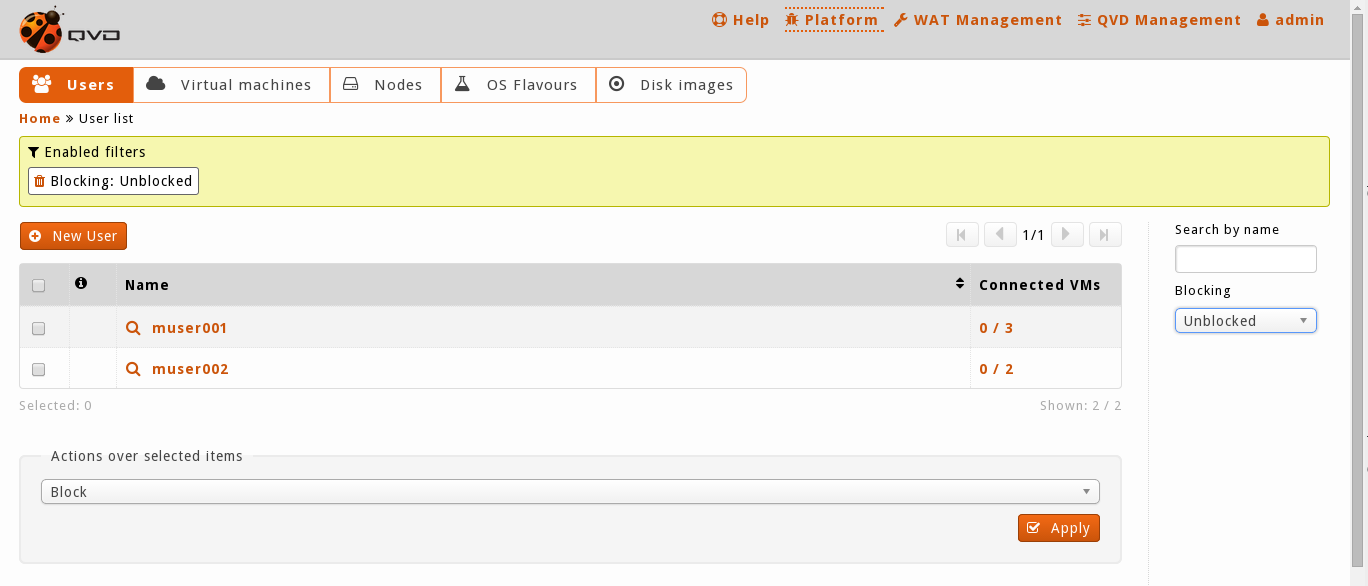 QVD
Help Platform WAT Management QVD Management admin
Users Virtual machines Nodes OS Flavours Disk images
Home » User list
Enabled filters
Blocking: Unblocked
New User
1/1
Name Connected VMs
muser001 0 / 3
muser002 0 / 2
Selected: 0 Shown: 2 / 2
Search by name
Blocking
Unblocked
Actions over selected items
Block
Apply